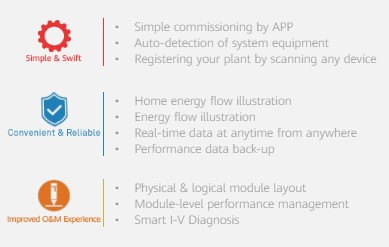 Simple & Swift
• Simple commissioning by APP
• Auto-detection of system equipment
• Registering your plant by scanning any device
Convenient & Reliable
• Home energy flow illustration
• Energy flow illustration
• Real-time data at anytime from anywhere
• Performance data back-up
Improved O&M Experience
• Physical & logical module layout
• Module-level performance management
• Smart I-V Diagnosis